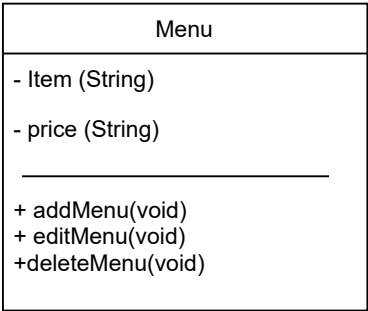 Menu
- Item (String)
- price (String)
+ addMenu(void)
+ editMenu(void)
+deleteMenu(void)